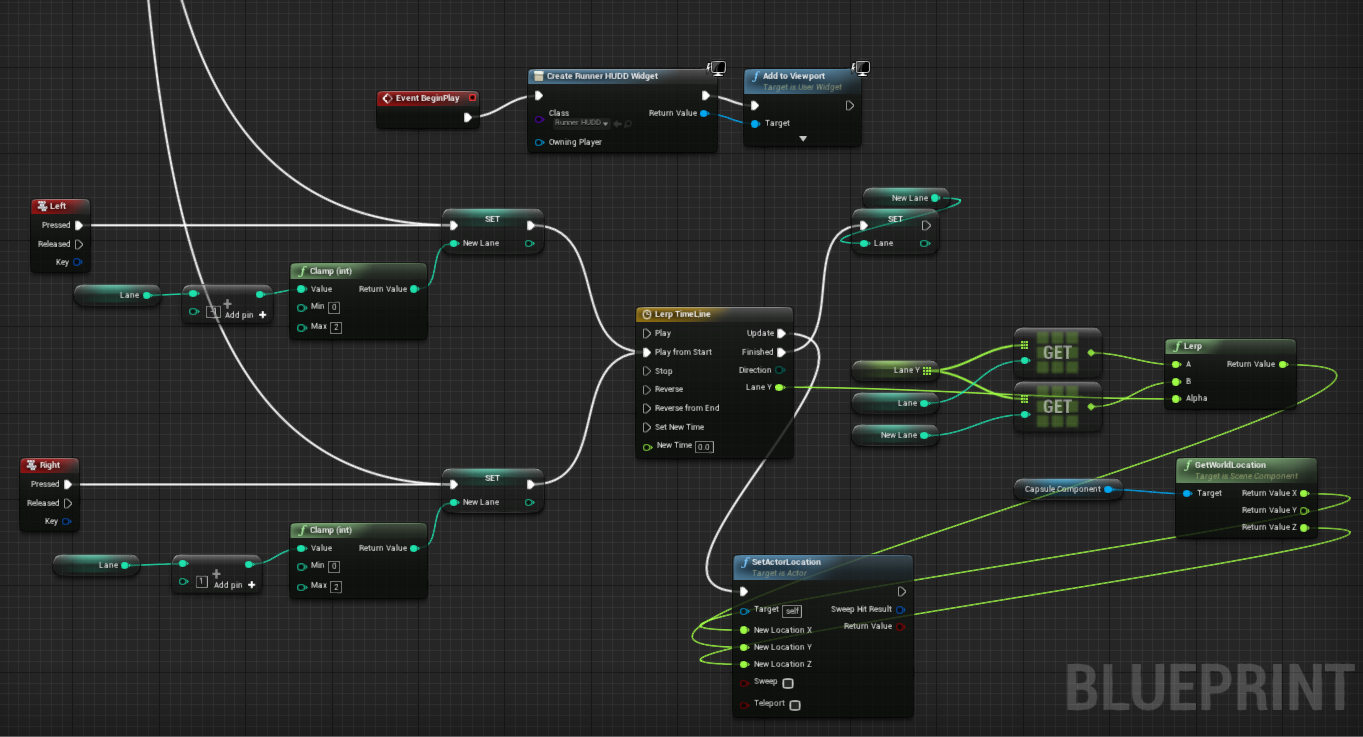 Event BeginPlay
Create Runner HUDD Widget
Class
Runner HUDD
Return Value
Owning Player
Add to Viewport
Target is User Widget
Target
Left
Pressed
Released
Key
Lane
Add pin
Clamp (int)
Value
Return Value
Min 0
Max 2
SET
New Lane
New Lane
SET
Lane
Lerp TimeLine
Play
Update
Play from Start
Finished
Stop
Direction
Reverse
Lane Y
Reverse from End
Set New Time
New Time 0.0
Lane Y
Lane
New Lane
GET
GET
Lerp
A
Return Value
B
Alpha
Right
Pressed
Released
Key
Lane
1
Add pin
Clamp (int)
Value
Return Value
Min 0
Max 2
SET
New Lane
Capsule Component
GetWorldLocation
Target is Scene Component
Target
Return Value X
Return Value Y
Return Value Z
SetActorLocation
Target is Actor
Target self
Sweep Hit Result
New Location X
Return Value
New Location Y
New Location Z
Sweep
Teleport
BLUEPRINT